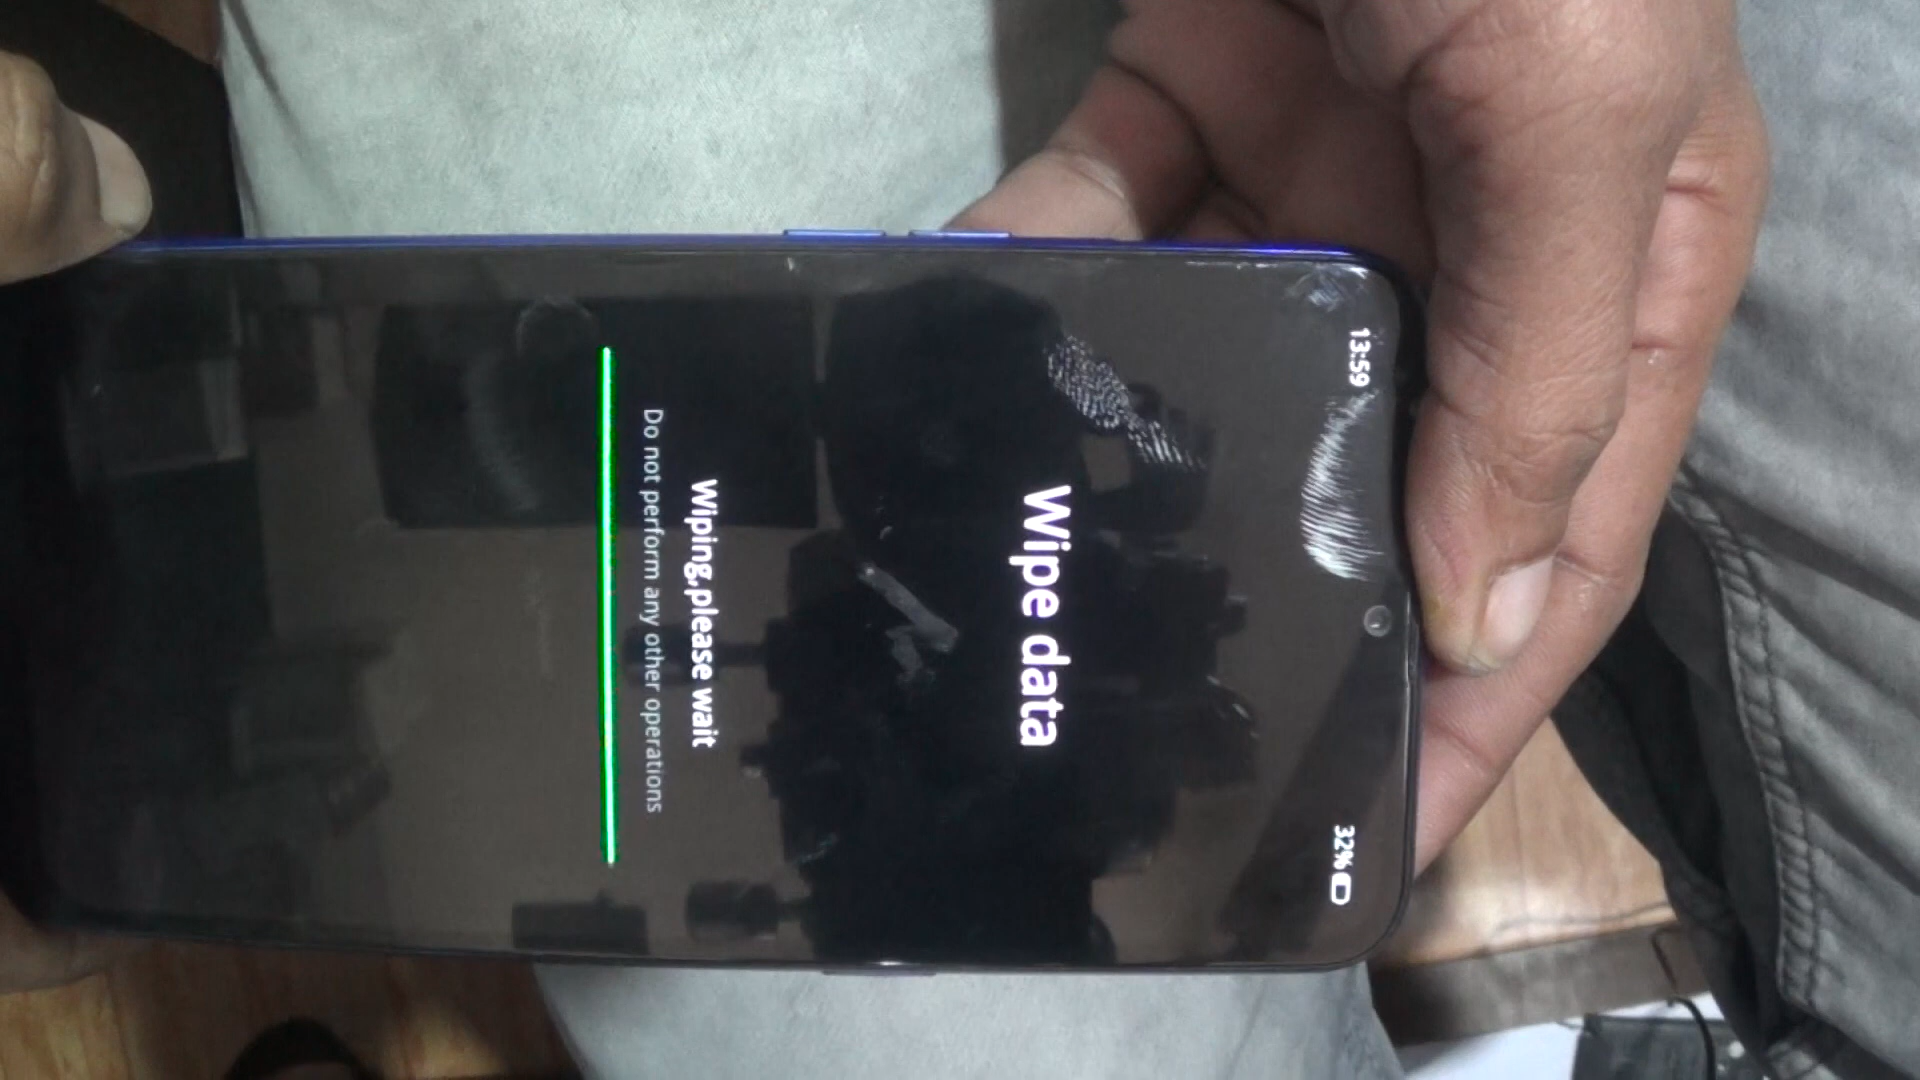 13:59 32%
Wipe data
Wiping,please wait
Do not perform any other operations